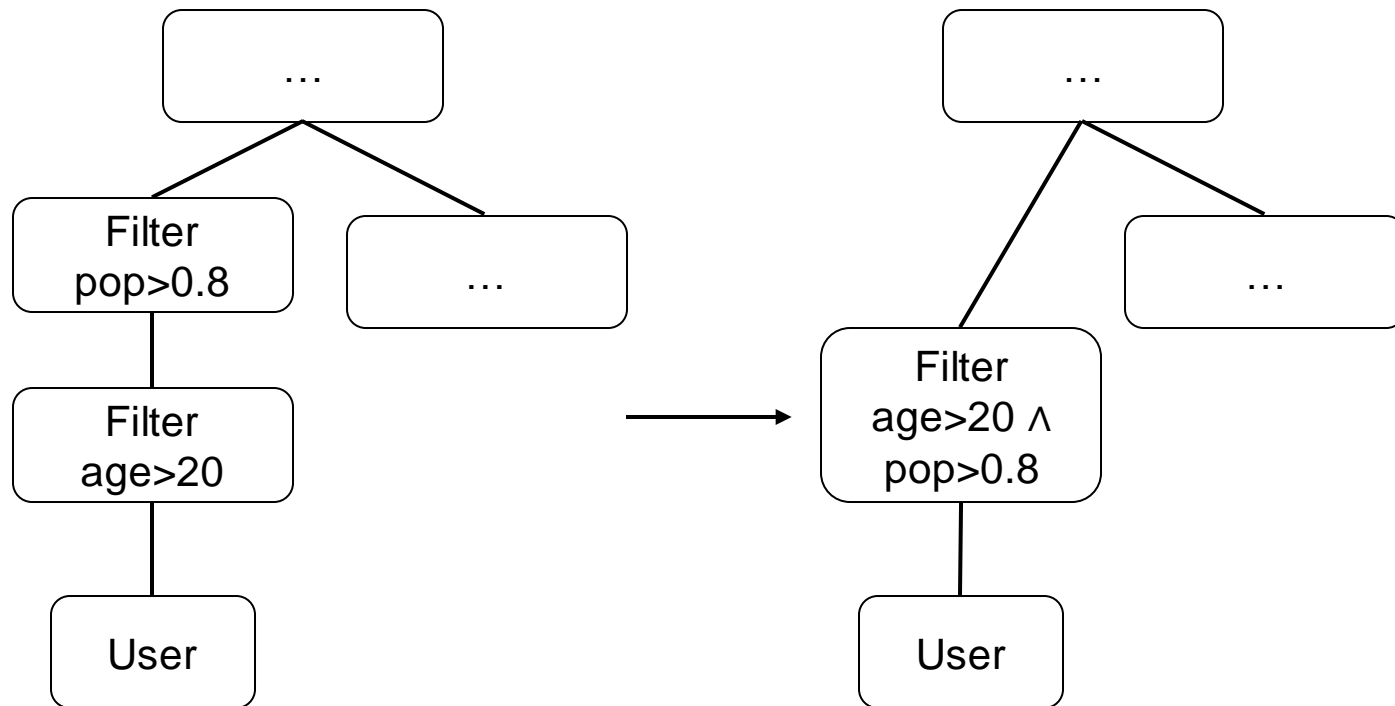 …
Filter
pop>0.8
…
Filter
age>20
User
…
…
Filter
age>20 ∧
pop>0.8
User